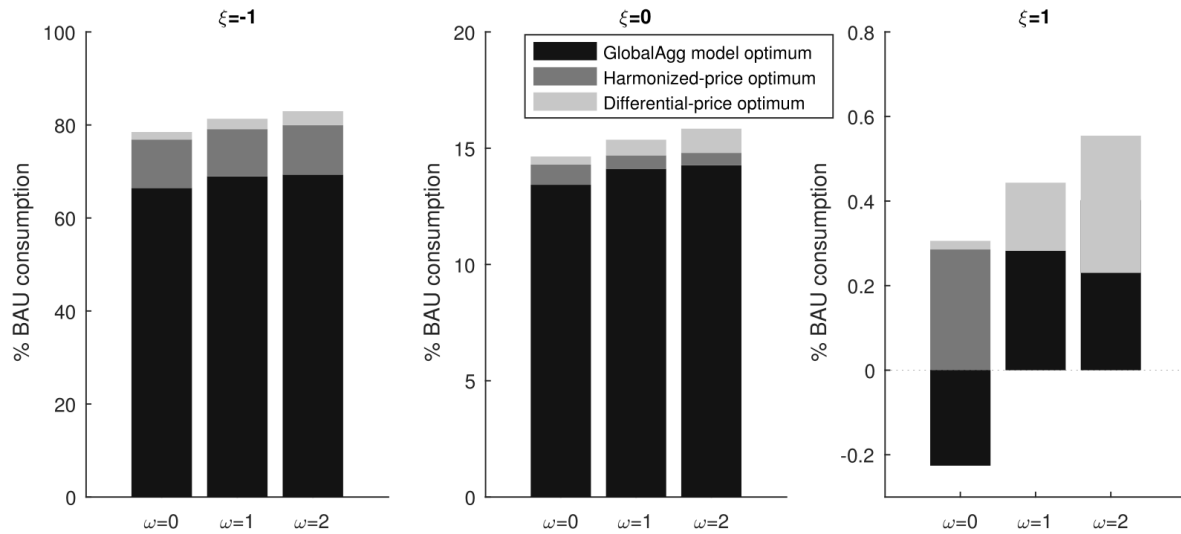 ξ=-1
% BAU consumption
100
80
60
40
20
0
ω=0 ω=1 ω=2
ξ=0
% BAU consumption
20
15
10
5
0
ω=0 ω=1 ω=2
GlobalAgg model optimum
Harmonized-price optimum
Differential-price optimum
ξ=1
% BAU consumption
0.8
0.6
0.4
0.2
0
-0.2
ω=0 ω=1 ω=2